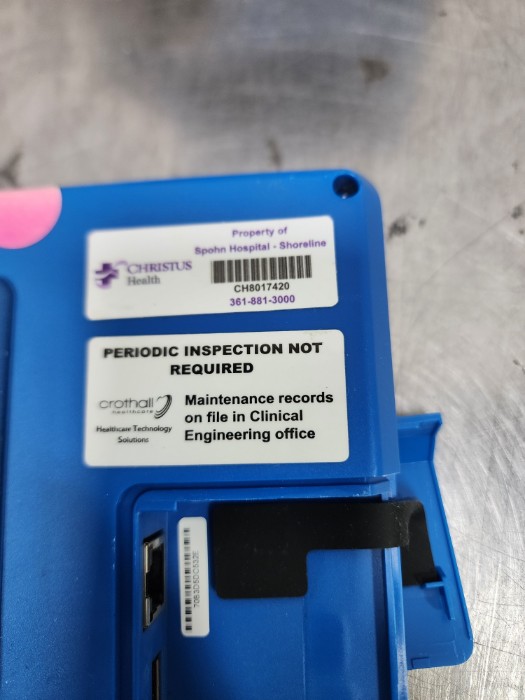 Property of
Spohn Hospital - Shoreline
CHRISTUS
Health
CH8017420
361-881-3000
PERIODIC INSPECTION NOT
REQUIRED
crothall
healthcare
Healthcare Technology
Solutions
Maintenance records
on file in Clinical
Engineering office